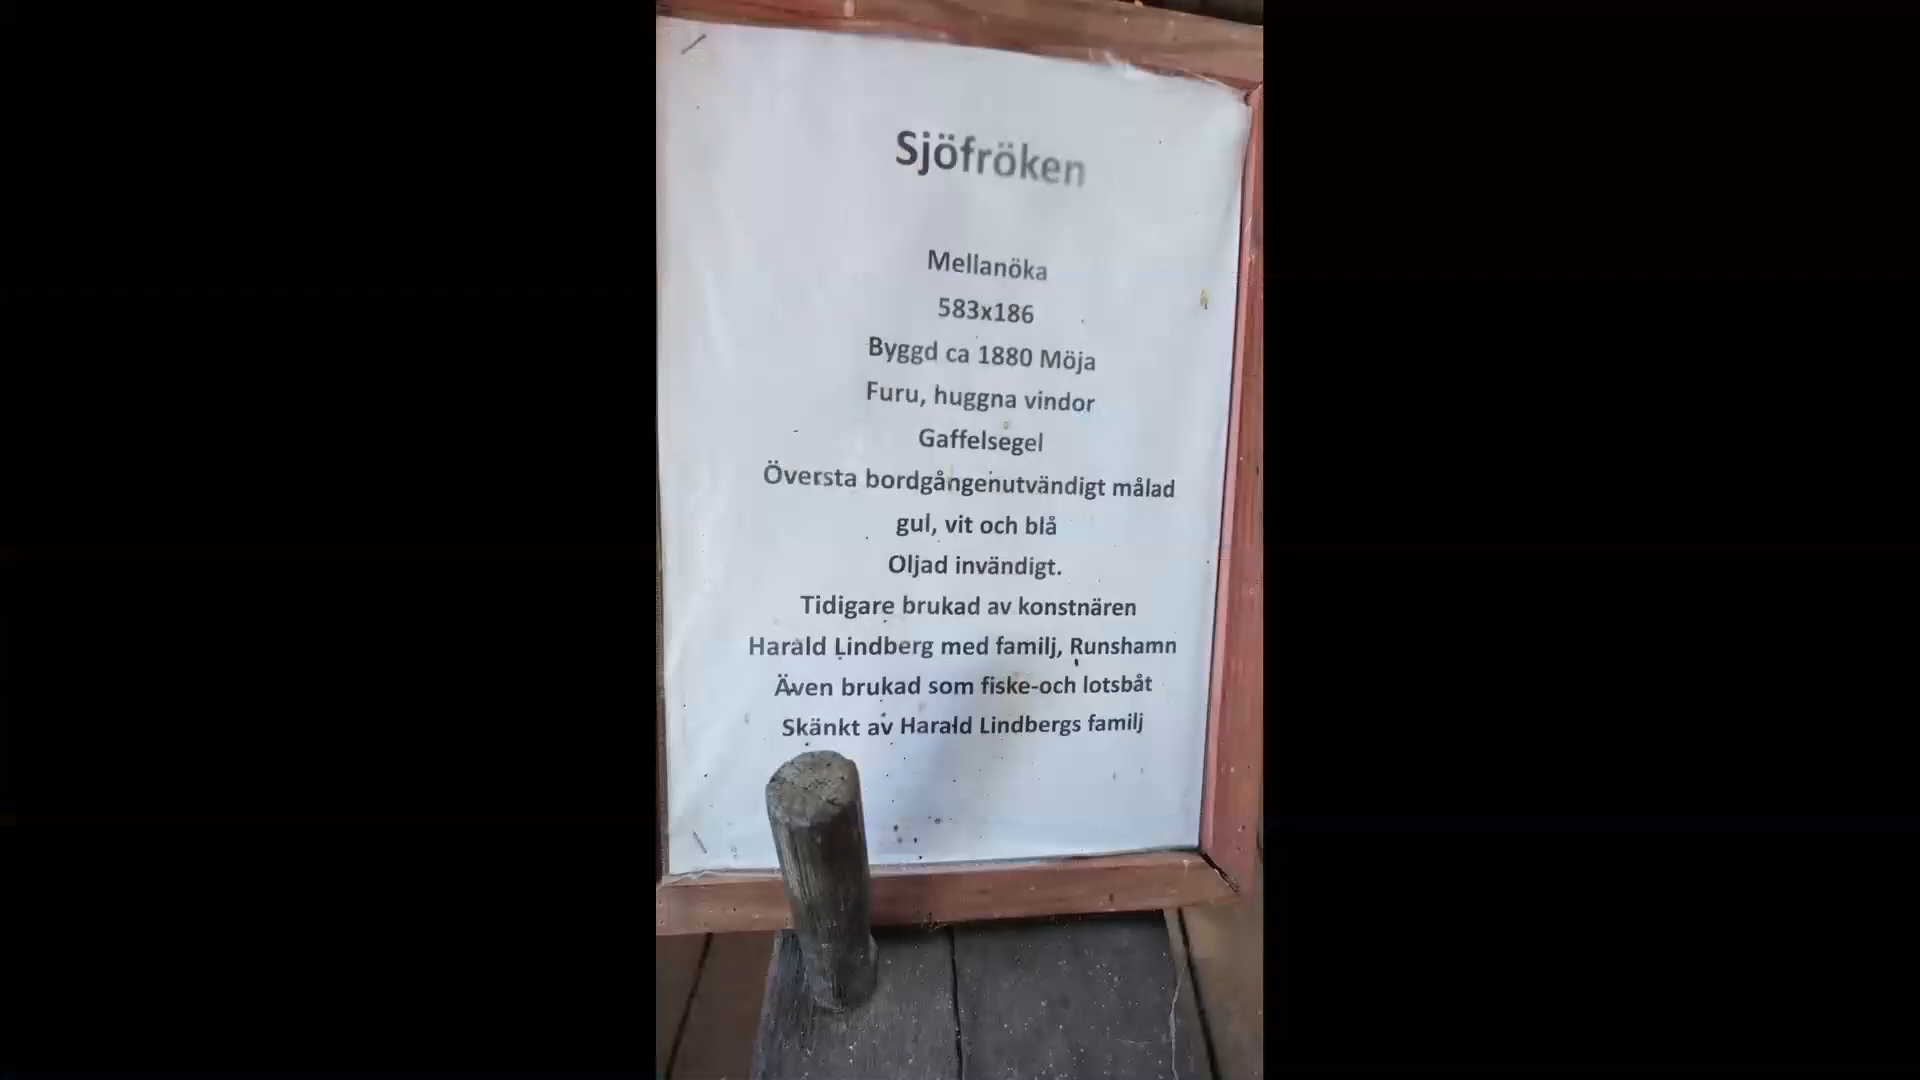 Sjöfröken
Mellanöka
583x186
Byggd ca 1880 Möja
Furu, huggna vindor
Gaffelsegel
Översta bordgångenutvändigt målad
gul, vit och blå
Oljad invändigt.
Tidigare brukad av konstnären
Harald Lindberg med familj, Runshamn
Även brukad som fiske-och lotsbåt
Skänkt av Harald Lindbergs familj